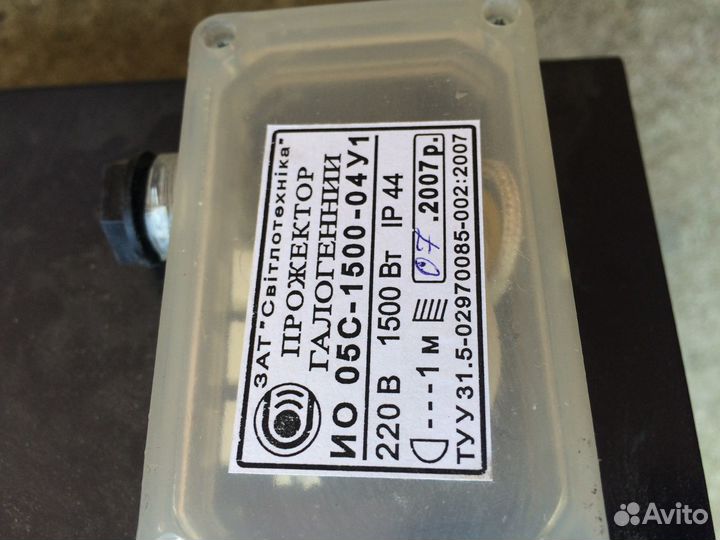 ЗАТ "Світлотехніка"
ПРОЖЕКТОР
ГАЛОГЕННИЙ
ИО 05С-1500-04У1
220 В 1500 Вт IP 44
---1 м 07.2007р.
ТУ У 31.5-02970085-002:2007
Avito